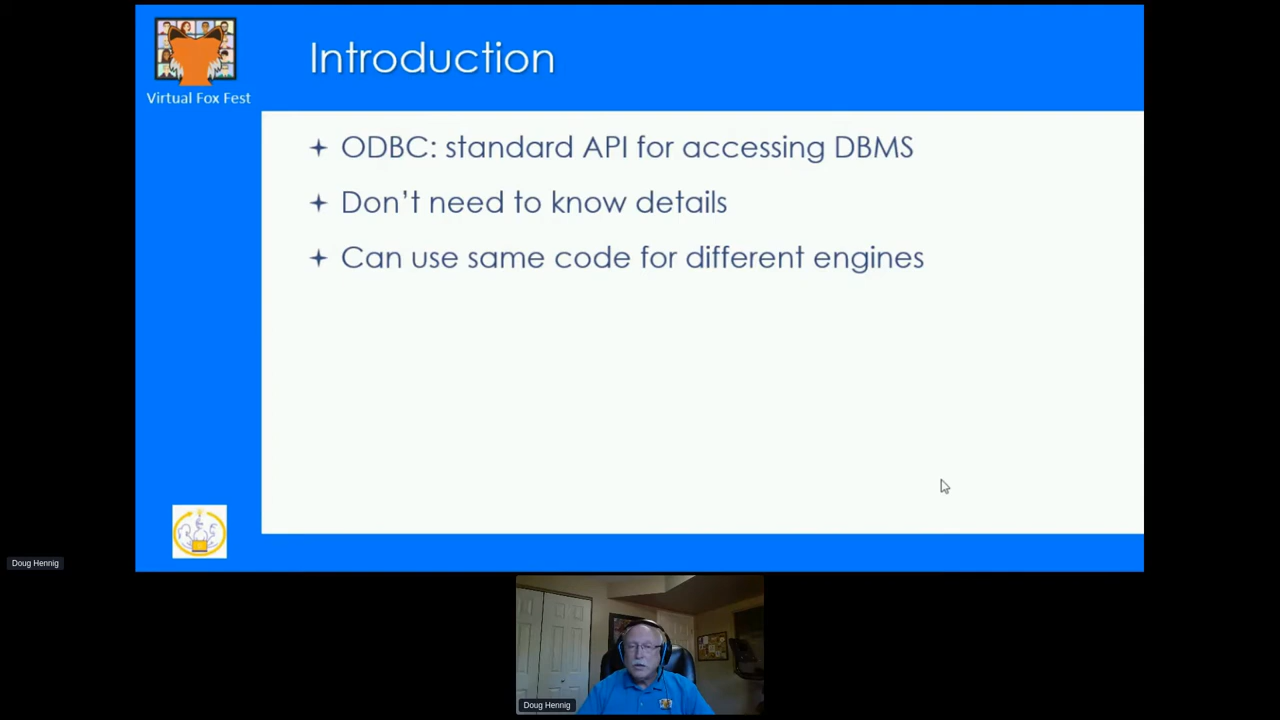 Introduction
Virtual Fox Fest
ODBC: standard API for accessing DBMS
Don't need to know details
Can use same code for different engines
Doug Hennig
Doug Hennig